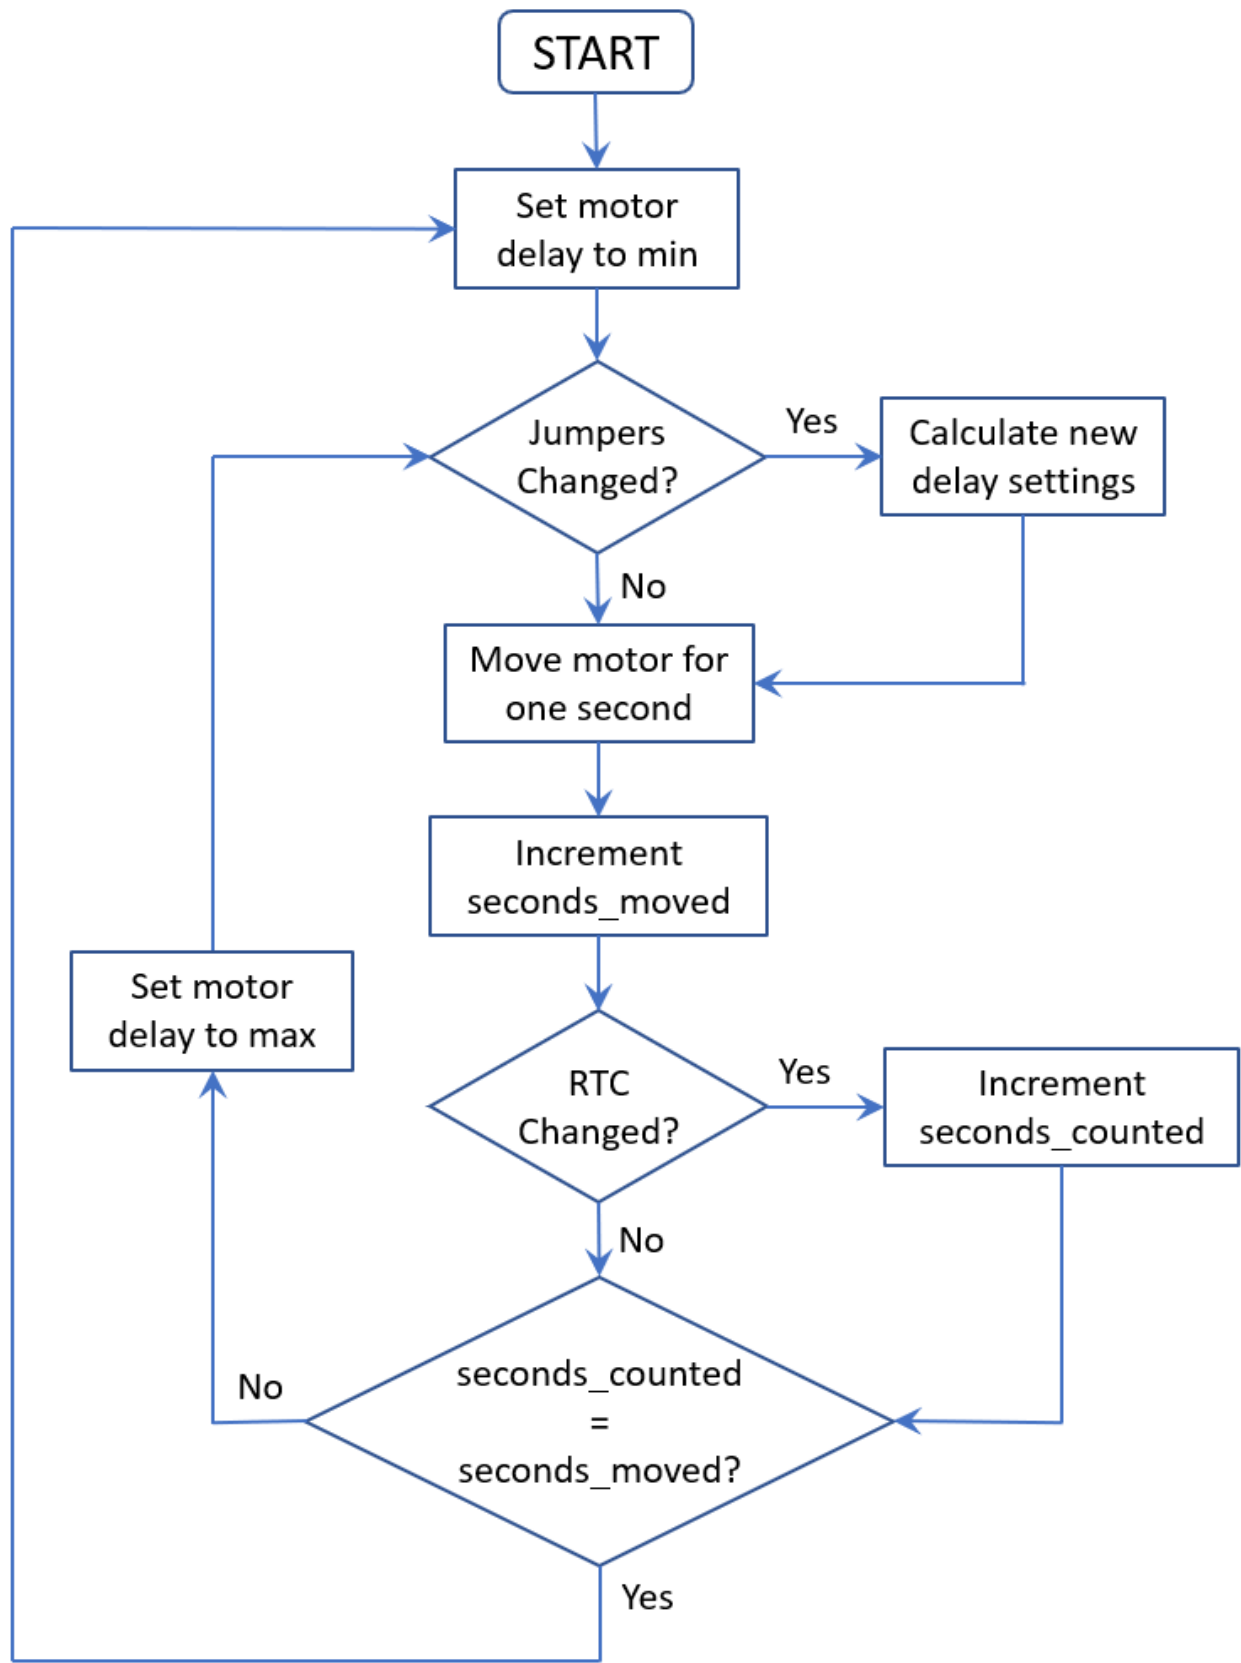 START
Set motor
delay to min
Jumpers
Changed?
Yes
Calculate new
delay settings
No
Move motor for
one second
Increment
seconds_moved
Set motor
delay to max
RTC
Changed?
Yes
Increment
seconds_counted
No
seconds_counted
=
seconds_moved?
No
Yes